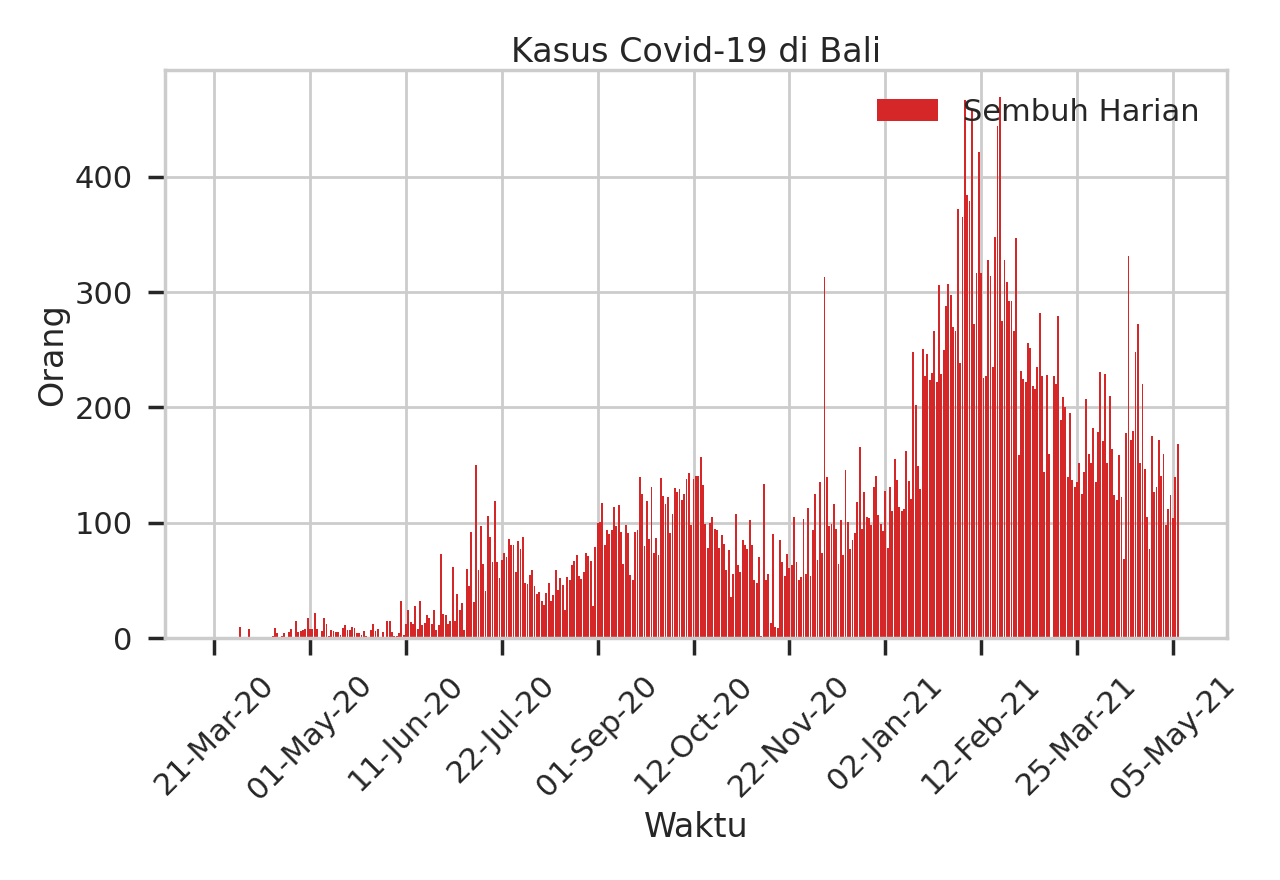 Kasus Covid-19 di Bali
Sembuh Harian
Orang
400
300
200
100
0
21-Mar-20
01-May-20
11-Jun-20
22-Jul-20
01-Sep-20
12-Oct-20
22-Nov-20
02-Jan-21
12-Feb-21
25-Mar-21
05-May-21
Waktu